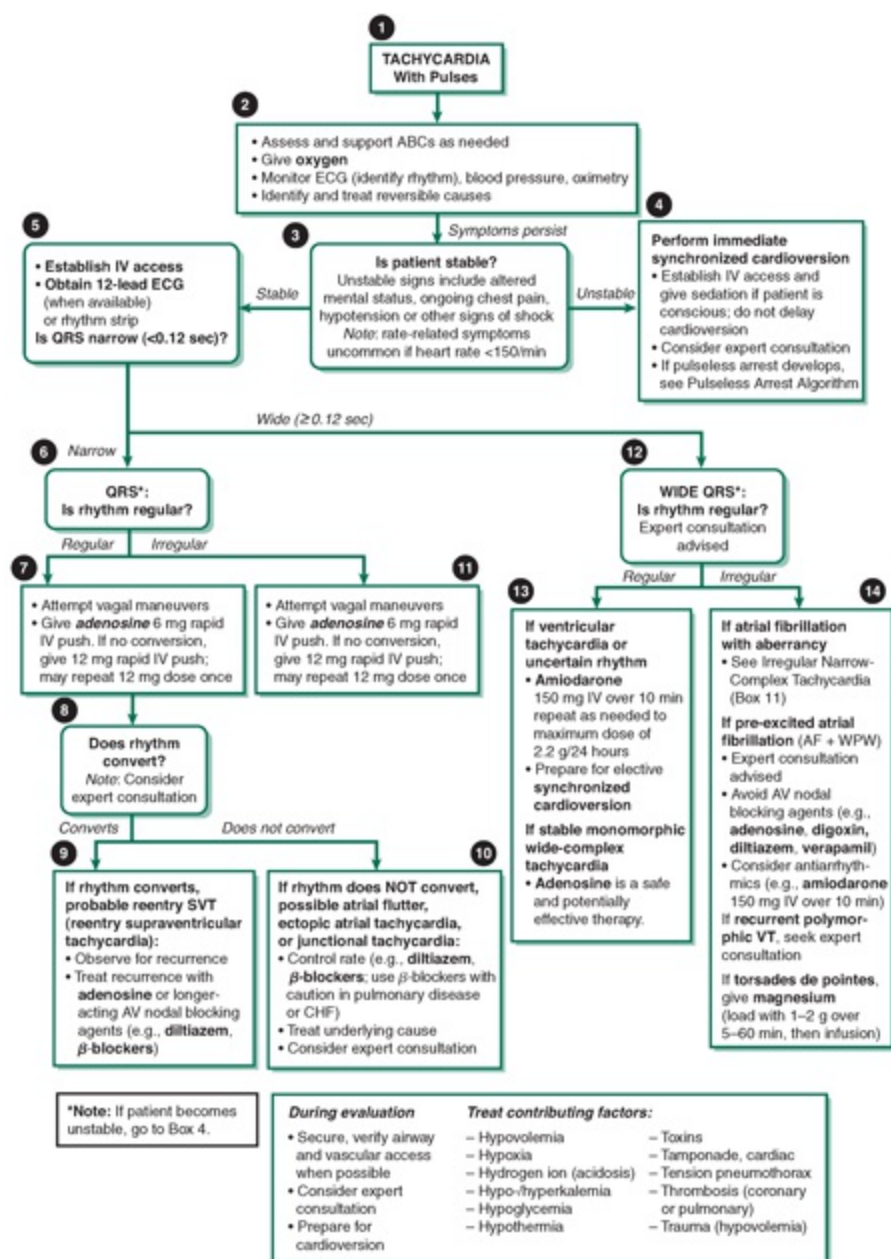 1
TACHYCARDIA
With Pulses
2
• Assess and support ABCs as needed
• Give oxygen
• Monitor ECG (identify rhythm), blood pressure, oximetry
• Identify and treat reversible causes
Symptoms persist
3
Is patient stable?
Unstable signs include altered
mental status, ongoing chest pain,
hypotension or other signs of shock
Note: rate-related symptoms
uncommon if heart rate <150/min
Stable
Unstable
4
Perform immediate
synchronized cardioversion
• Establish IV access and
give sedation if patient is
conscious; do not delay
cardioversion
• Consider expert consultation
• If pulseless arrest develops,
see Pulseless Arrest Algorithm
5
• Establish IV access
• Obtain 12-lead ECG
(when available)
or rhythm strip
Is QRS narrow (<0.12 sec)?
Wide (≥0.12 sec)
Narrow
6
QRS*:
Is rhythm regular?
Regular
Irregular
7
• Attempt vagal maneuvers
• Give adenosine 6 mg rapid
IV push. If no conversion,
give 12 mg rapid IV push;
may repeat 12 mg dose once
11
• Attempt vagal maneuvers
• Give adenosine 6 mg rapid
IV push. If no conversion,
give 12 mg rapid IV push;
may repeat 12 mg dose once
8
Does rhythm
convert?
Note: Consider
expert consultation
Converts
Does not convert
9
If rhythm converts,
probable reentry SVT
(reentry supraventricular
tachycardia):
• Observe for recurrence
• Treat recurrence with
adenosine or longer-
acting AV nodal blocking
agents (e.g., diltiazem,
β-blockers)
10
If rhythm does NOT convert,
possible atrial flutter,
ectopic atrial tachycardia,
or junctional tachycardia:
• Control rate (e.g., diltiazem,
β-blockers; use β-blockers with
caution in pulmonary disease
or CHF)
• Treat underlying cause
• Consider expert consultation
12
WIDE QRS*:
Is rhythm regular?
Expert consultation
advised
Regular
Irregular
13
If ventricular
tachycardia or
uncertain rhythm
• Amiodarone
150 mg IV over 10 min
repeat as needed to
maximum dose of
2.2 g/24 hours
• Prepare for elective
synchronized
cardioversion
If stable monomorphic
wide-complex
tachycardia
• Adenosine is a safe
and potentially
effective therapy.
14
If atrial fibrillation
with aberrancy
• See Irregular Narrow-
Complex Tachycardia
(Box 11)
If pre-excited atrial
fibrillation (AF + WPW)
• Expert consultation
advised
• Avoid AV nodal
blocking agents (e.g.,
adenosine, digoxin,
diltiazem, verapamil)
• Consider antiarrhyth-
mics (e.g., amiodarone
150 mg IV over 10 min)
If recurrent polymor-
phic VT, seek expert
consultation
If torsades de pointes,
give magnesium
(load with 1–2 g over
5–60 min, then infusion)
*Note: If patient becomes
unstable, go to Box 4.
During evaluation
• Secure, verify airway
and vascular access
when possible
• Consider expert
consultation
• Prepare for
cardioversion
Treat contributing factors:
– Hypovolemia
– Hypoxia
– Hydrogen ion (acidosis)
– Hypo-/hyperkalemia
– Hypoglycemia
– Hypothermia
– Toxins
– Tamponade, cardiac
– Tension pneumothorax
– Thrombosis (coronary
or pulmonary)
– Trauma (hypovolemia)